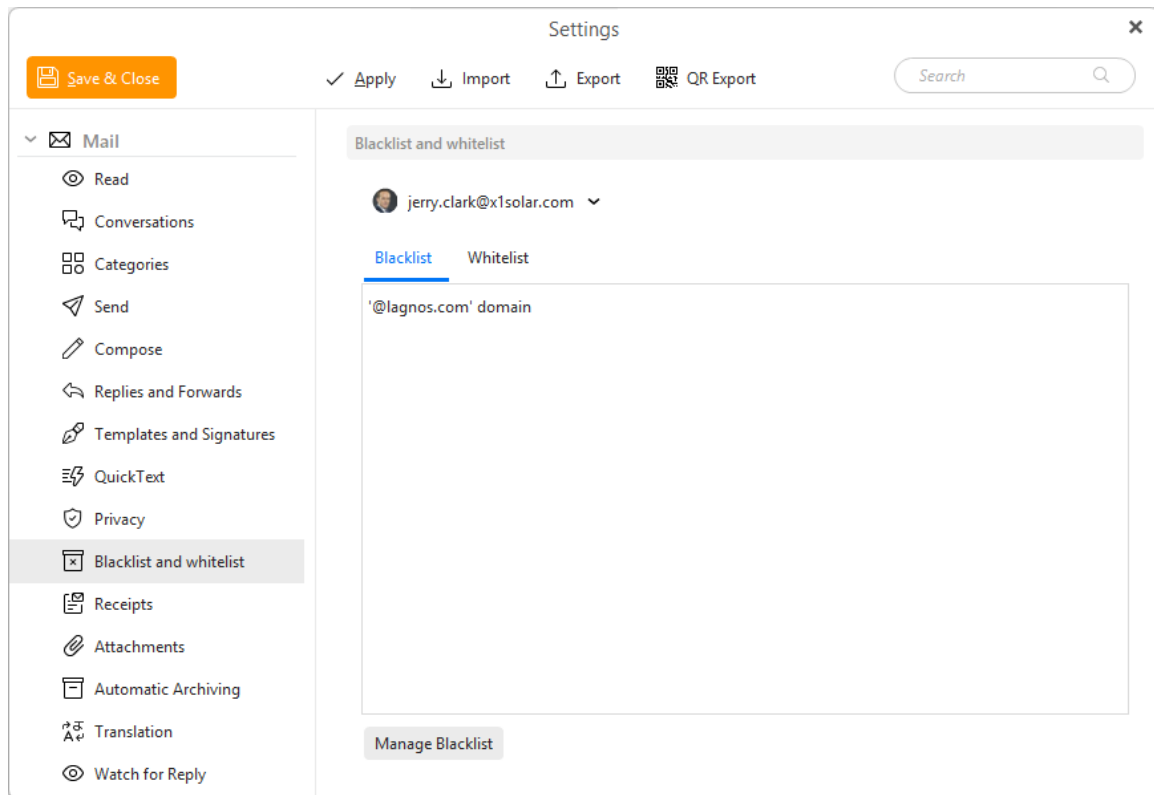 Settings
Save & Close
Apply
Import
Export
QR Export
Search
Mail
Read
Conversations
Categories
Send
Compose
Replies and Forwards
Templates and Signatures
QuickText
Privacy
Blacklist and whitelist
Receipts
Attachments
Automatic Archiving
Translation
Watch for Reply
Blacklist and whitelist
jerry.clark@x1solar.com
Blacklist Whitelist
'@lagnos.com' domain
Manage Blacklist